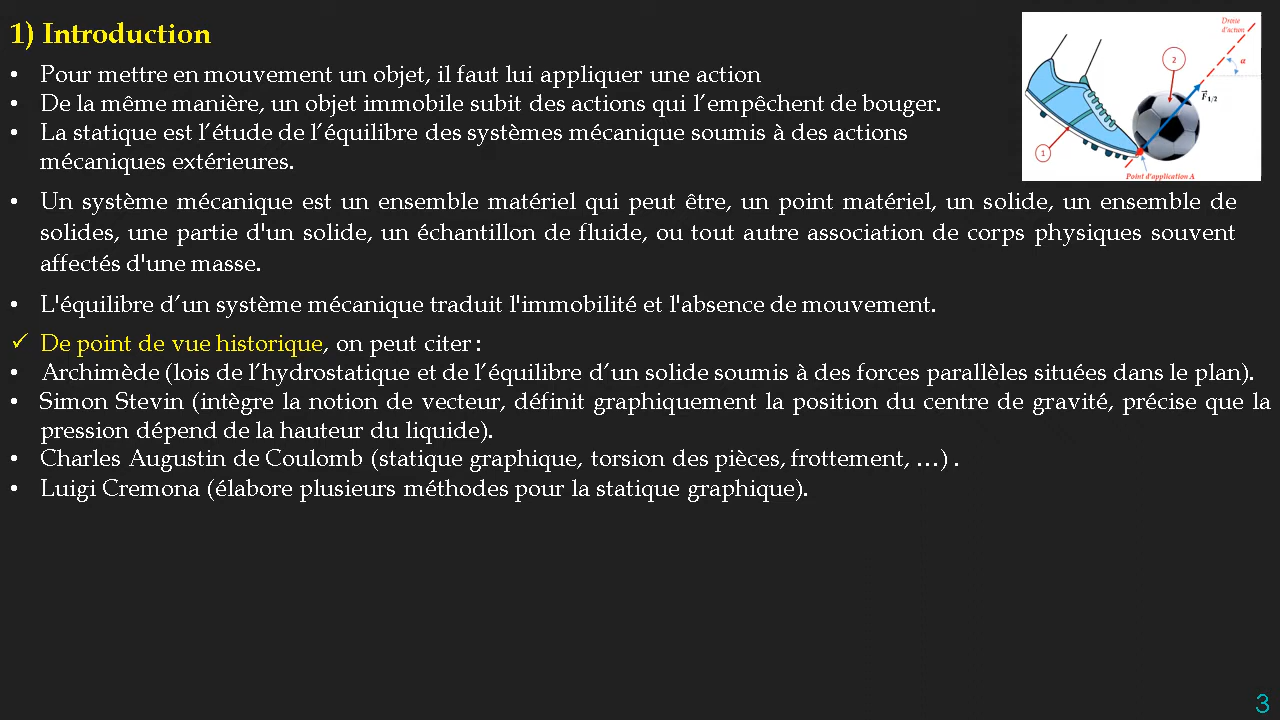 1) Introduction
• Pour mettre en mouvement un objet, il faut lui appliquer une action
• De la même manière, un objet immobile subit des actions qui l’empêchent de bouger.
• La statique est l’étude de l’équilibre des systèmes mécanique soumis à des actions
mécaniques extérieures.
Droite
d'action
2
α
F 1/2
1
Point d'application A
• Un système mécanique est un ensemble matériel qui peut être, un point matériel, un solide, un ensemble de
solides, une partie d'un solide, un échantillon de fluide, ou tout autre association de corps physiques souvent
affectés d'une masse.
• L'équilibre d’un système mécanique traduit l'immobilité et l'absence de mouvement.
✓ De point de vue historique, on peut citer :
• Archimède (lois de l’hydrostatique et de l’équilibre d’un solide soumis à des forces parallèles situées dans le plan).
• Simon Stevin (intègre la notion de vecteur, définit graphiquement la position du centre de gravité, précise que la
pression dépend de la hauteur du liquide).
• Charles Augustin de Coulomb (statique graphique, torsion des pièces, frottement, …) .
• Luigi Cremona (élabore plusieurs méthodes pour la statique graphique).
3